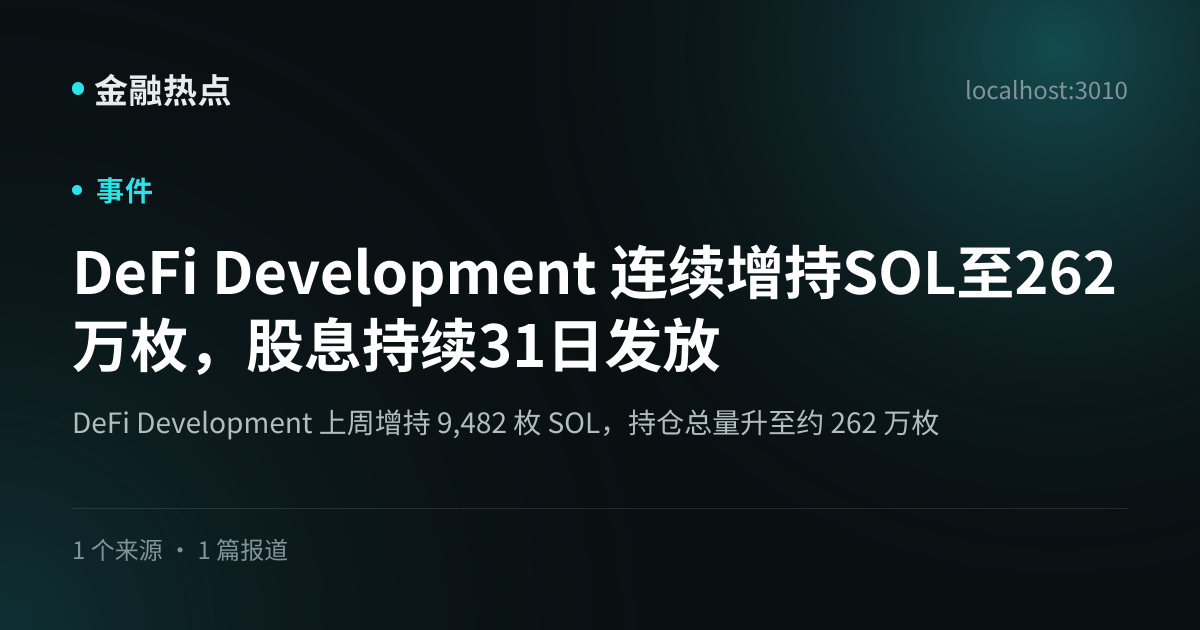 金融热点
localhost:3010
事件
DeFi Development 连续增持SOL至262
万枚，股息持续31日发放
DeFi Development 上周增持 9,482 枚 SOL，持仓总量升至约 262 万枚
1 个来源 · 1 篇报道